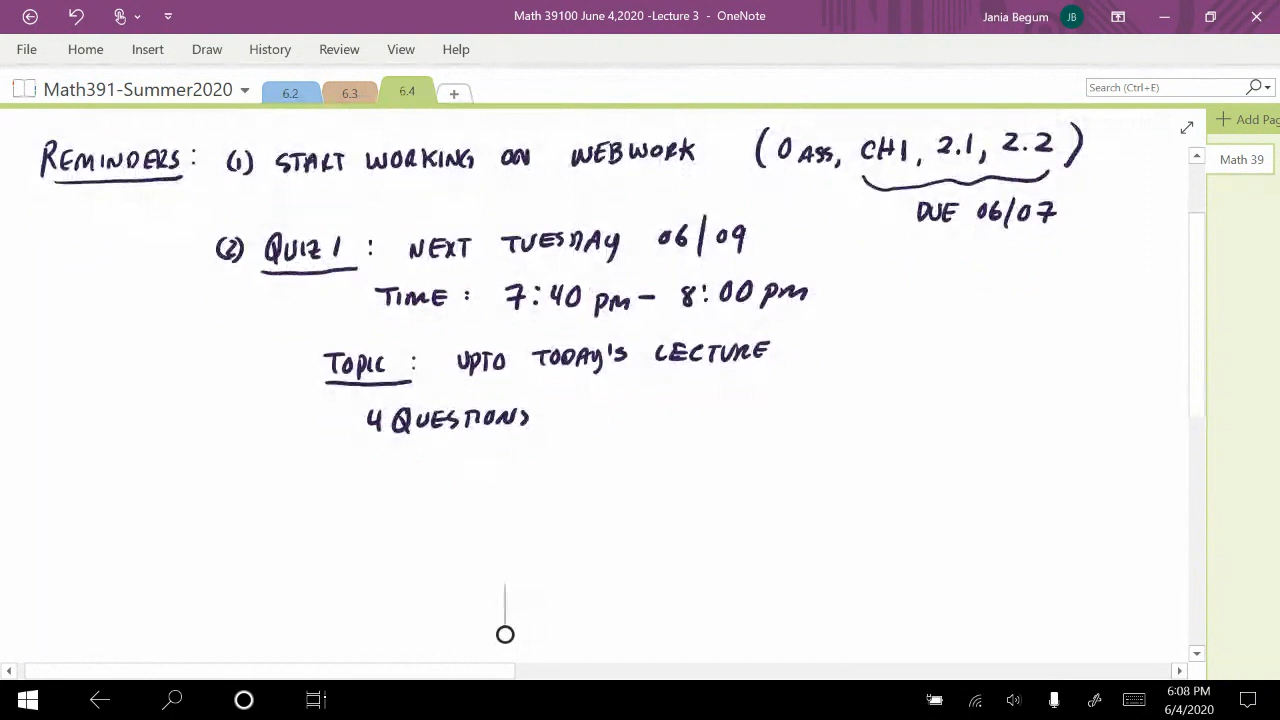 Math 39100 June 4,2020 -Lecture 3 - OneNote
Jania Begum JB
File Home Insert Draw History Review View Help
Math391-Summer2020 6.2 6.3 6.4
Search (Ctrl+E)
Add Pag
Math 39
REMINDERS: (1) START WORKING ON WEBWORK (0 ASS, CH1, 2.1, 2.2)
DUE 06/07
(2) QUIZ 1 : NEXT TUESDAY 06/09
TIME : 7:40 pm - 8:00 pm
TOPIC : UPTO TODAY'S LECTURE
4 QUESTIONS
6:08 PM
6/4/2020